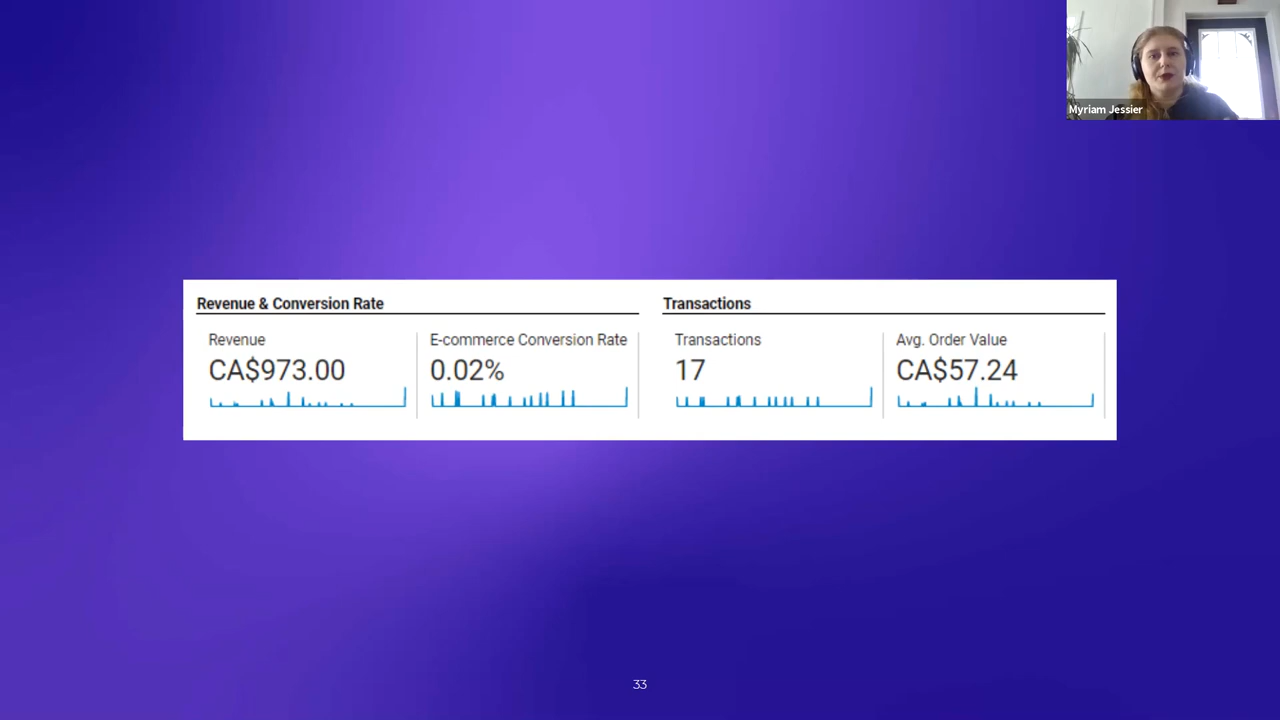 Myriam Jessier
Revenue & Conversion Rate
Revenue
CA$973.00
E-commerce Conversion Rate
0.02%
Transactions
Transactions
17
Avg. Order Value
CA$57.24
33